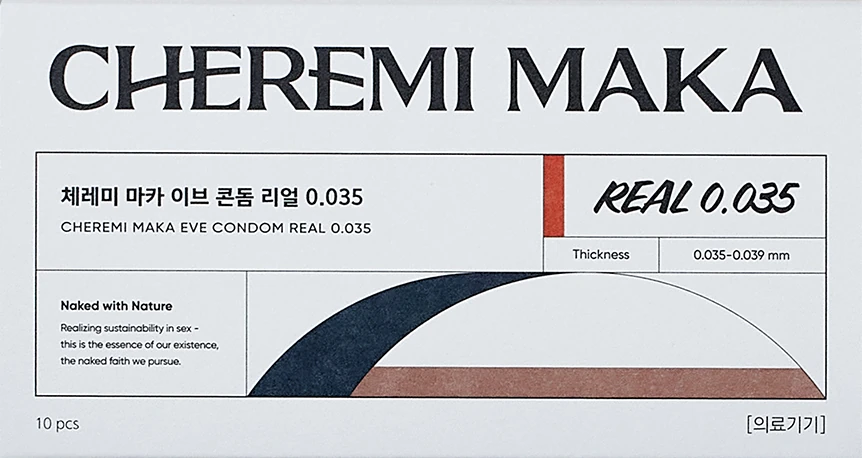 CHEREMI MAKA
체레미 마카 이브 콘돔 리얼 0.035
CHEREMI MAKA EVE CONDOM REAL 0.035
REAL 0.035
Thickness
0.035-0.039 mm
Naked with Nature
Realizing sustainability in sex -
this is the essence of our existence,
the naked faith we pursue.
10 pcs
[의료기기]